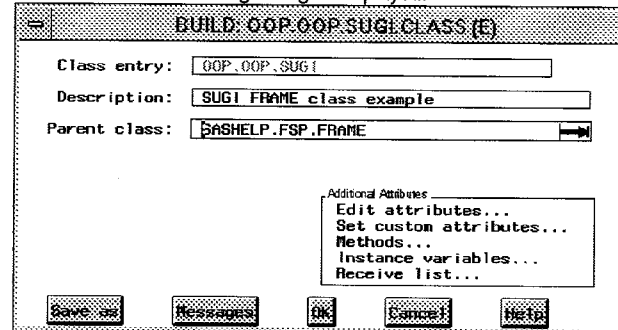 BUILD: OOP.OOP.SUGI.CLASS (E)
Class entry: OOP.OOP.SUGI
Description: SUGI FRAME class example
Parent class: SASHELP.FSP.FRAME
Additional Attributes
Edit attributes...
Set custom attributes...
Methods...
Instance variables...
Receive list...
Save as Messages OK Cancel Help